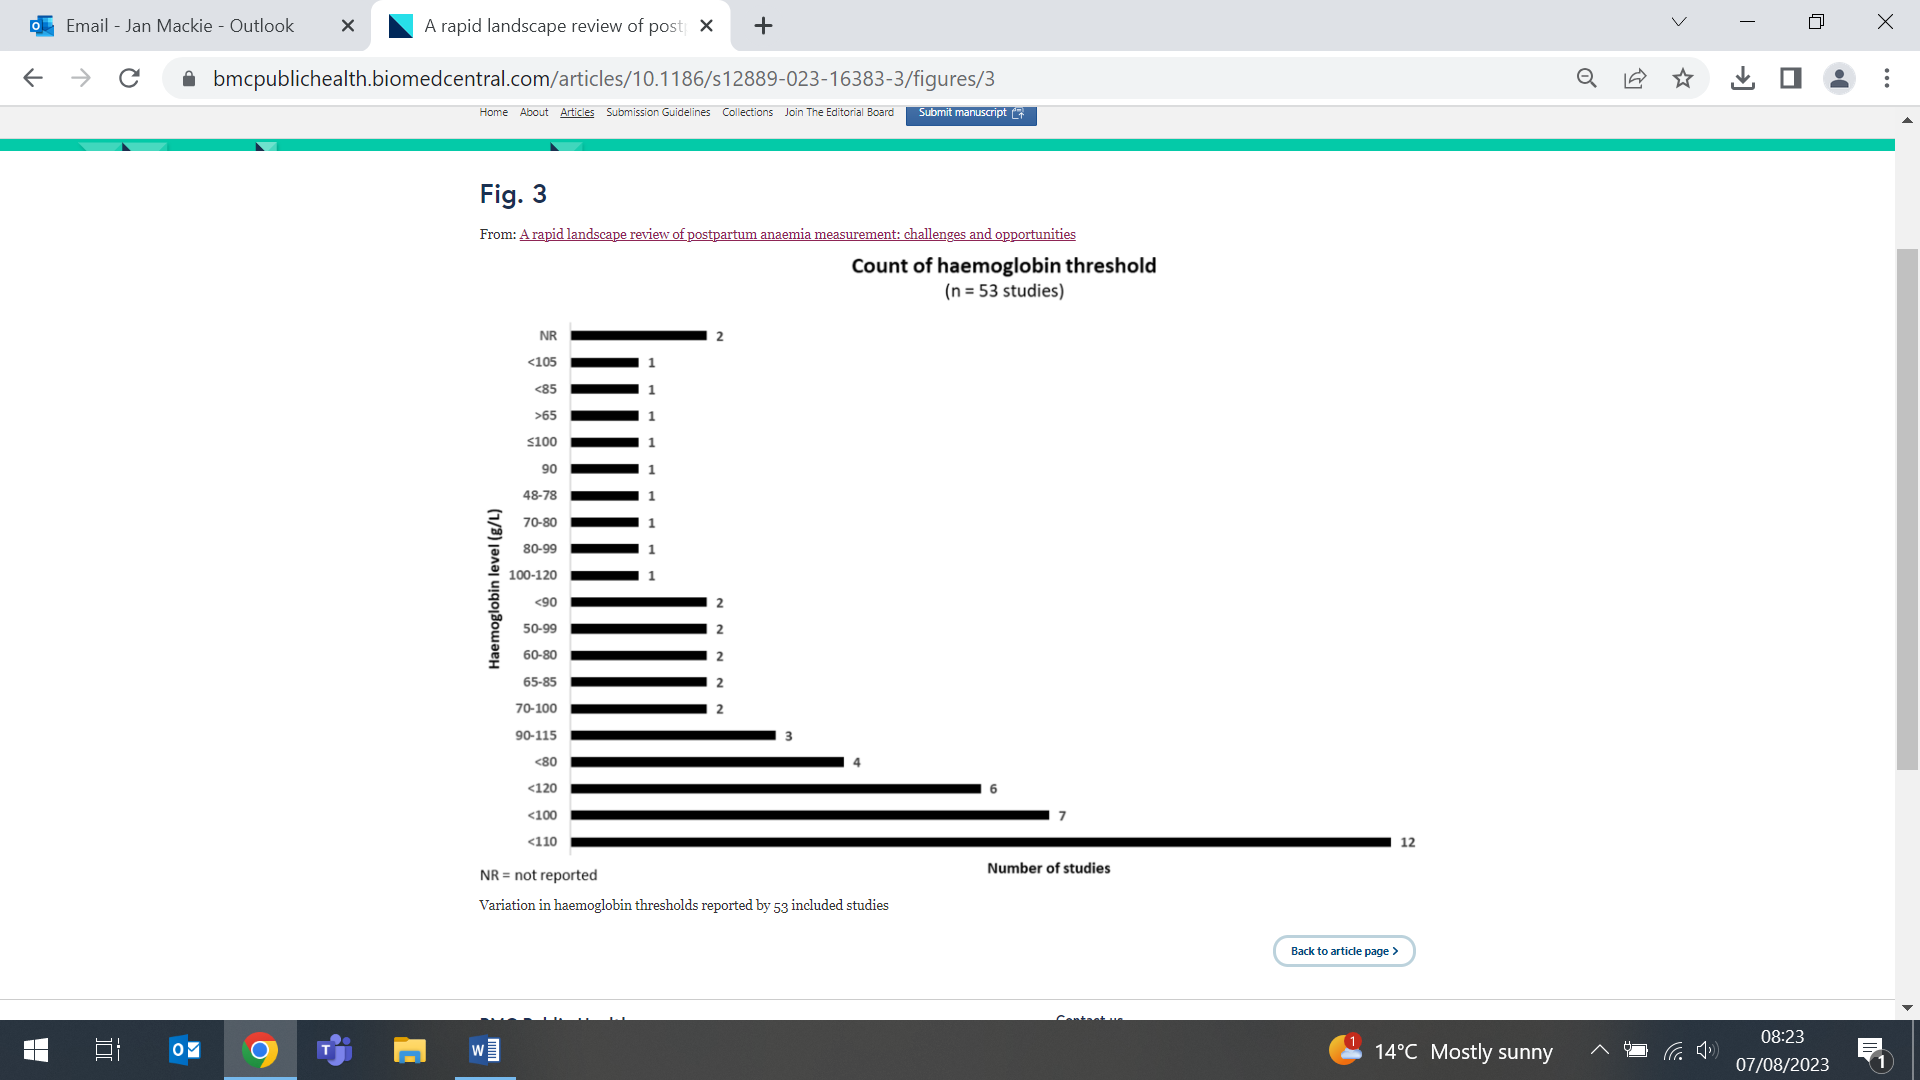 Email - Jan Mackie - Outlook
A rapid landscape review of post
bmcpublichealth.biomedcentral.com/articles/10.1186/s12889-023-16383-3/figures/3
Home About Articles Submission Guidelines Collections Join The Editorial Board Submit manuscript
Fig. 3
From: A rapid landscape review of postpartum anaemia measurement: challenges and opportunities
Count of haemoglobin threshold
(n = 53 studies)
Haemoglobin level (g/L)
NR 2
<105 1
<85 1
>65 1
≤100 1
90 1
48-78 1
70-80 1
80-99 1
100-120 1
<90 2
50-99 2
60-80 2
65-85 2
70-100 2
90-115 3
<80 4
<120 6
<100 7
<110 12
Number of studies
NR = not reported
Variation in haemoglobin thresholds reported by 53 included studies
Back to article page >
Contact us
1
14°C Mostly sunny
08:23
07/08/2023
1